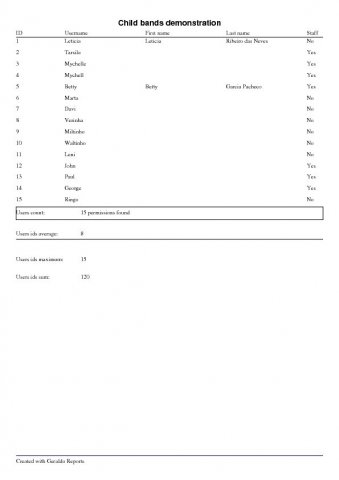 Child bands demonstration
ID Username First name Last name Staff
1 Leticia Leticia Ribeiro das Neves No
2 Tarsila Yes
3 Mychelle Yes
4 Mychell Yes
5 Betty Betty Garcia Pacheco Yes
6 Marta No
7 Davi No
8 Vozinha No
9 Miltinho No
10 Waltinho No
11 Leni No
12 John Yes
13 Paul Yes
14 George Yes
15 Ringo No
Users count: 15 permissions found
Users ids average: 8
Users ids maximum: 15
Users ids sum: 120
Created with Geraldo Reports